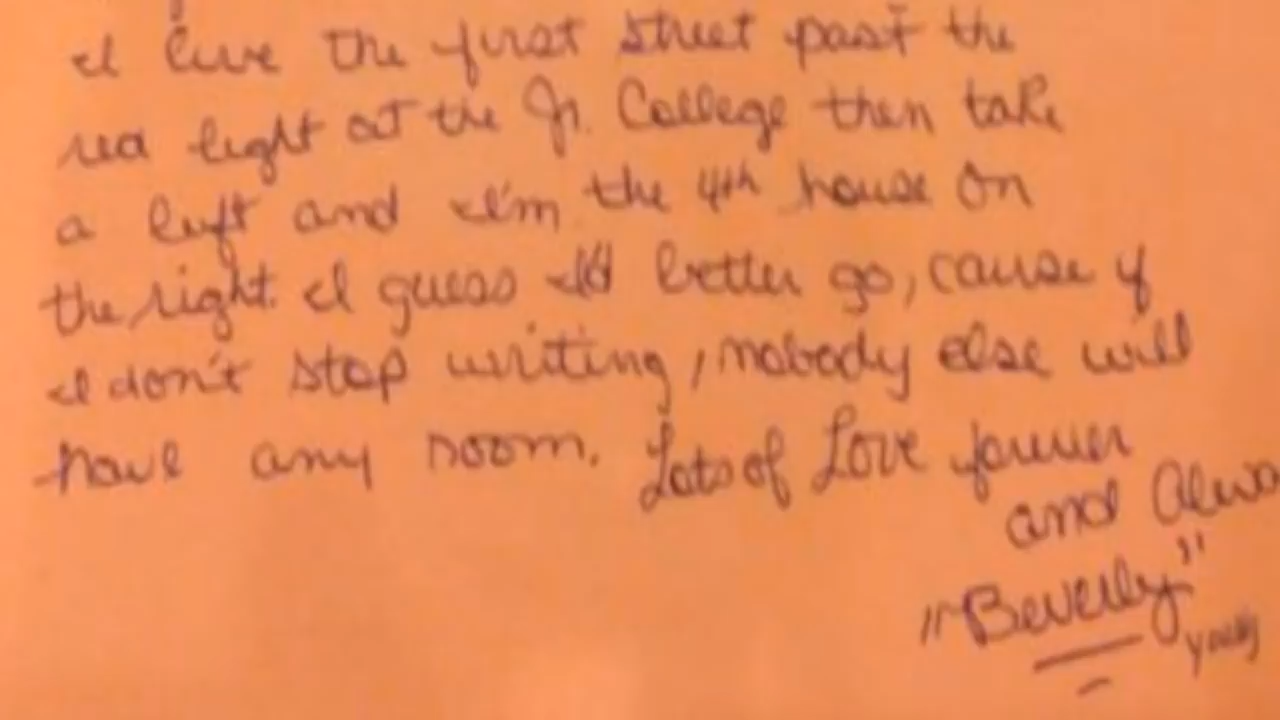 I live the first street past the
red light at the Jr. College then take
a left and I'm the 4th house on
the right. I guess I'd better go, cause if
I don't stop writing, nobody else will
have any room. Lots of Love forever
and Alwa
"Beverly"